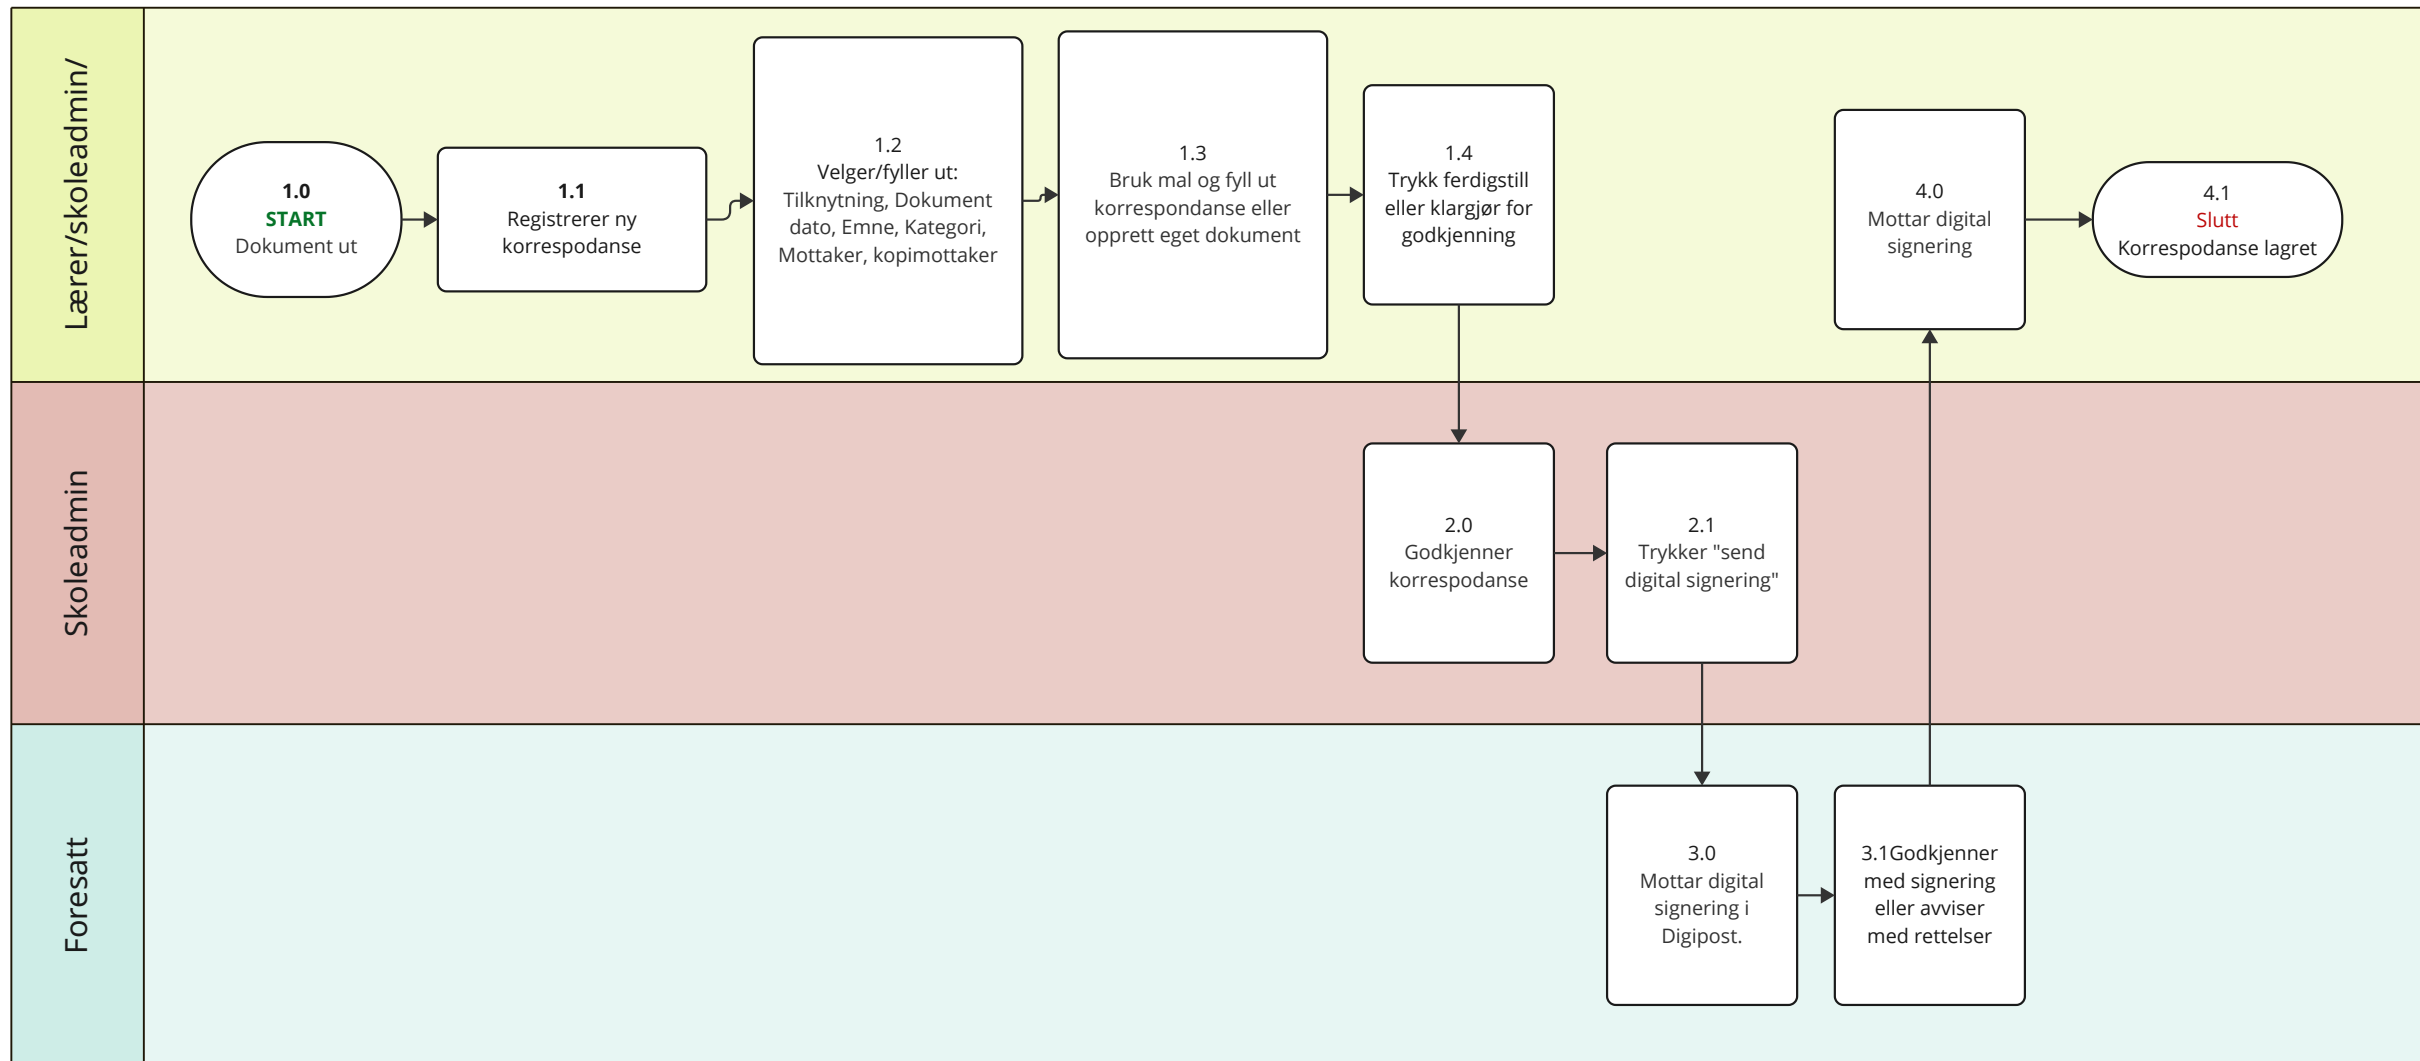 Lærer/skoleadmin/
1.0
START
Dokument ut
1.1
Registrerer ny
korrespodanse
1.2
Velger/fyller ut:
Tilknytning, Dokument
dato, Emne, Kategori,
Mottaker, kopimottaker
1.3
Bruk mal og fyll ut
korrespondanse eller
opprett eget dokument
1.4
Trykk ferdigstill
eller klargjør for
godkjenning
4.0
Mottar digital
signering
4.1
Slutt
Korrespodanse lagret
Skoleadmin
2.0
Godkjenner
korrespodanse
2.1
Trykker "send
digital signering"
Foresatt
3.0
Mottar digital
signering i
Digipost.
3.1Godkjenner
med signering
eller avviser
med rettelser